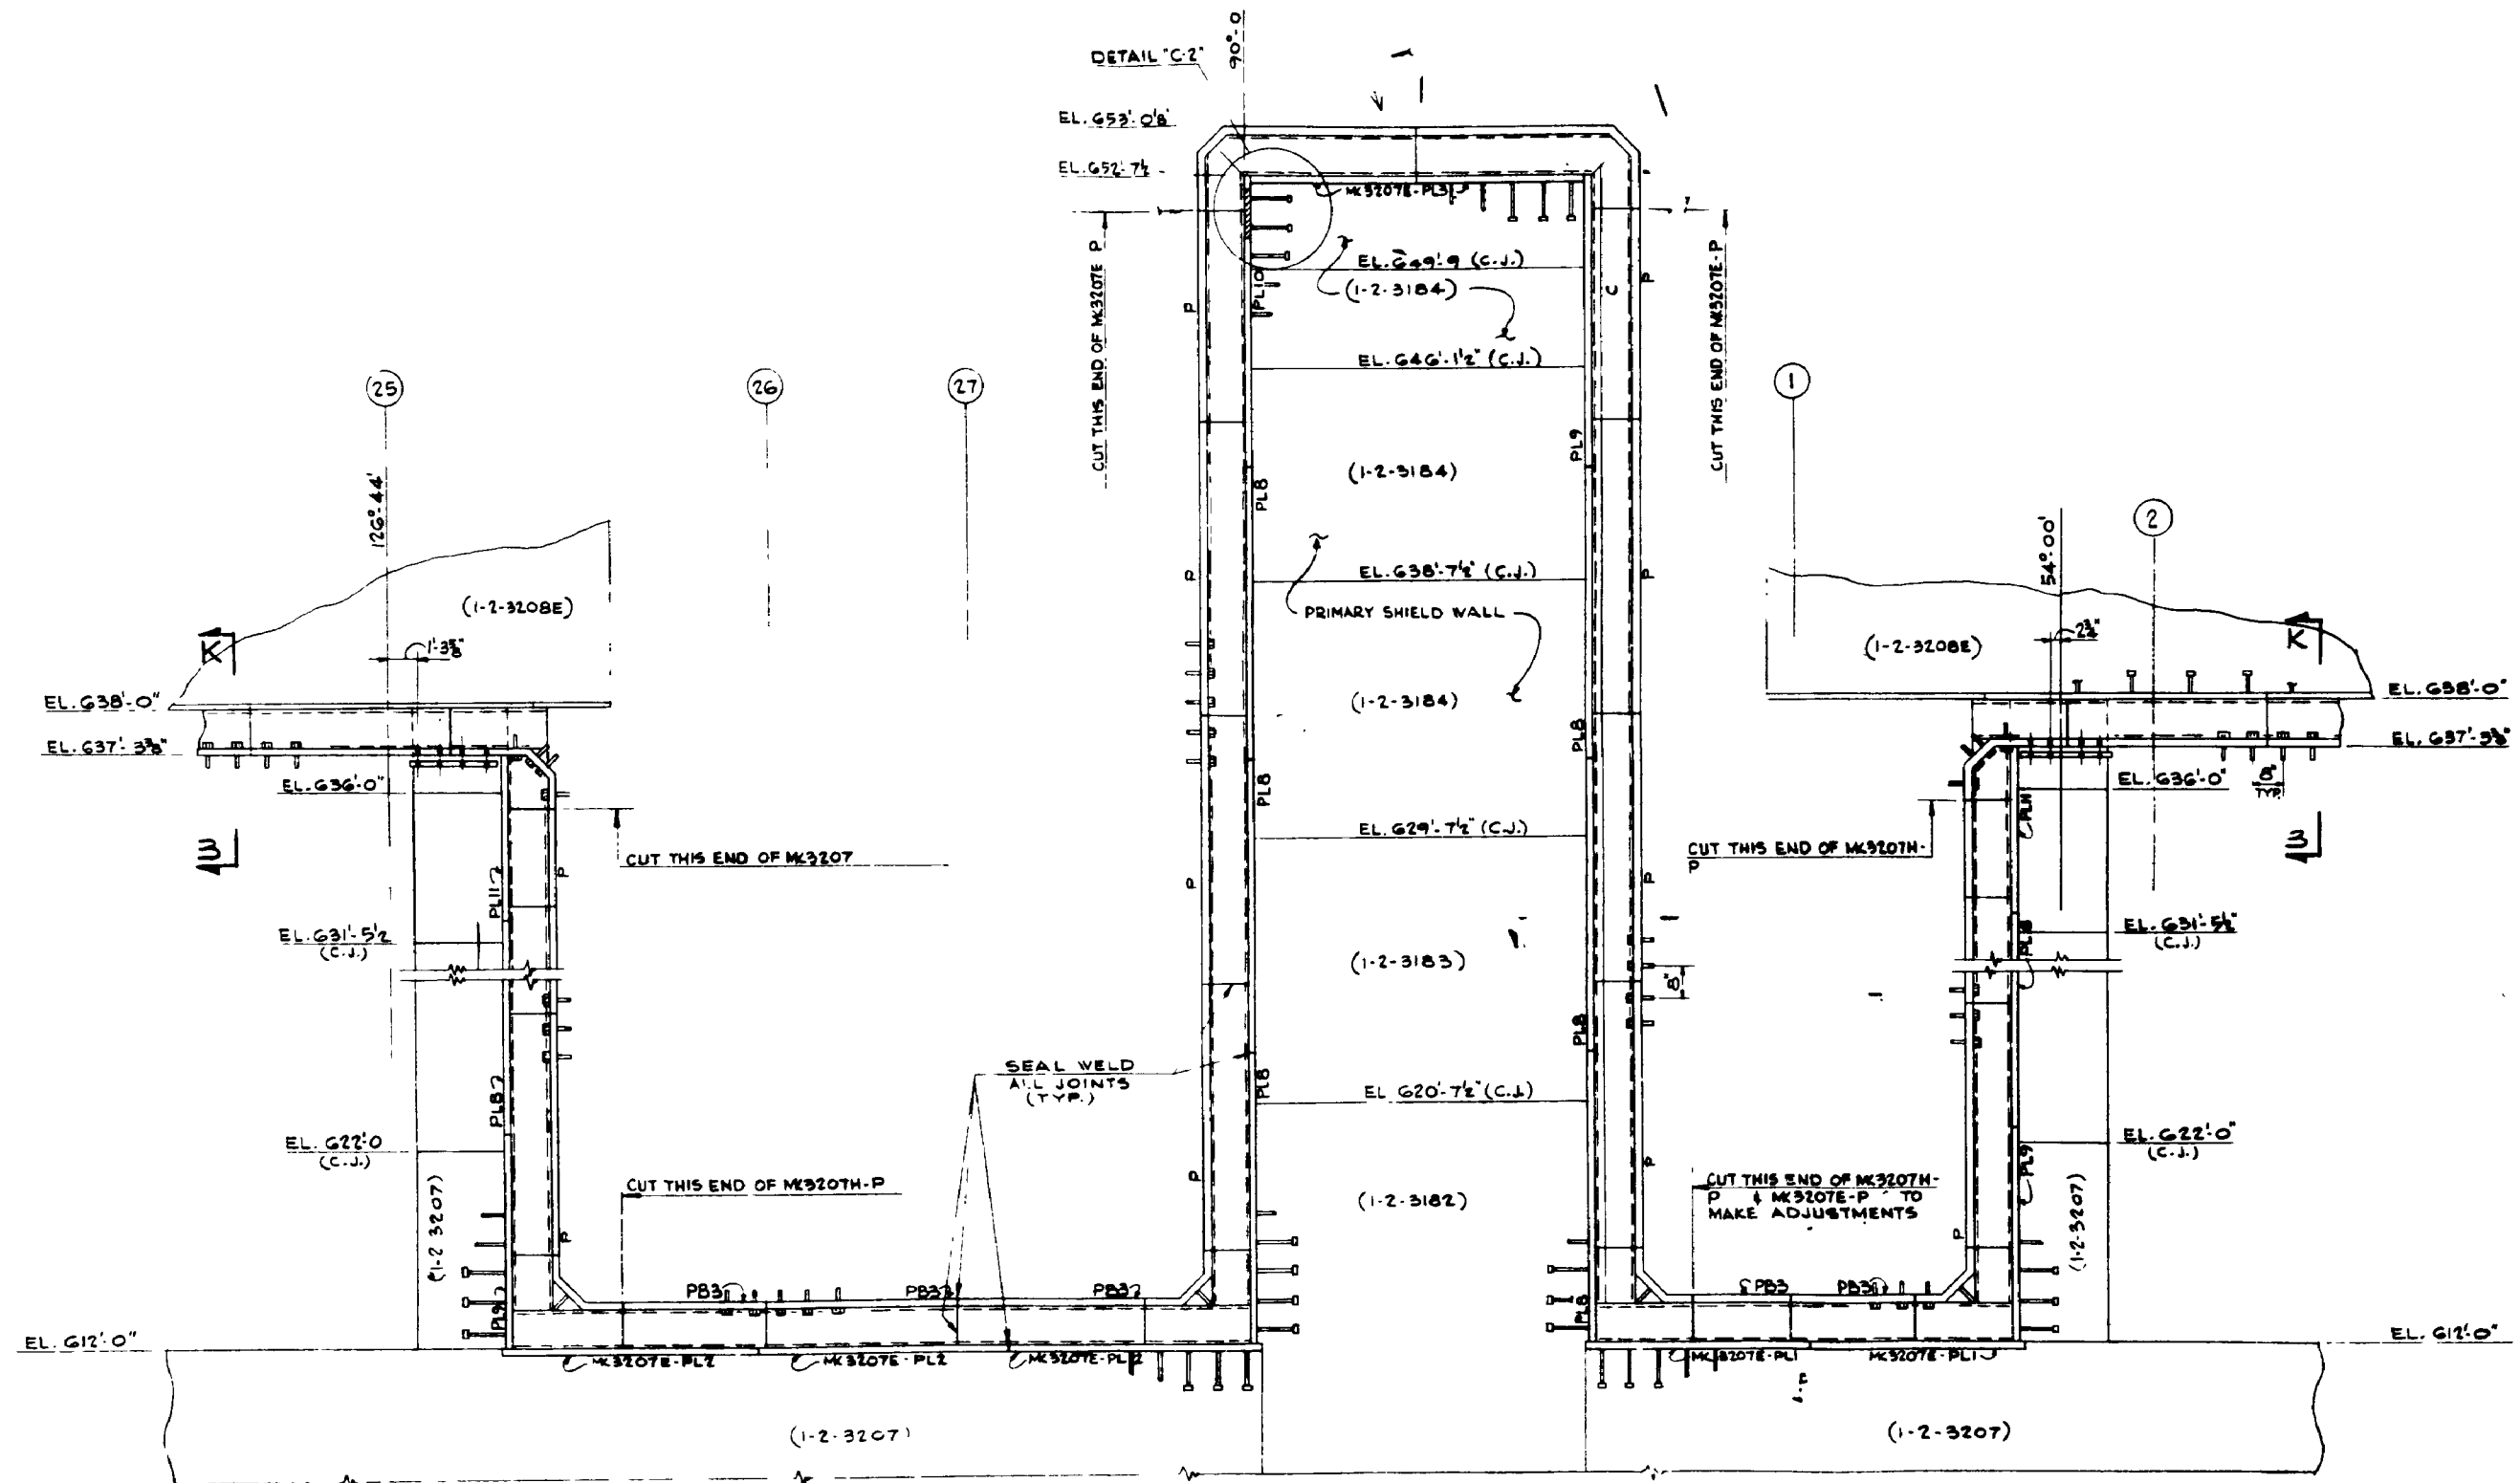 DETAIL "C-2"
90°-0
EL. 653'-0⅛"
EL. 652'-7½
MK3207E-PL3
CUT THIS END OF MK3207E P
CUT THIS END OF MK3207E-P
EL. 649'-9 (C.J.)
(1-2-3184)
PL10
P
P
C
EL. 646'-1½" (C.J.)
25
26
27
1
2
126°-44'
54°-00'
PL8
PL9
(1-2-3184)
P
P
EL. 638'-7½" (C.J.)
PRIMARY SHIELD WALL
(1-2-3208E)
(1-2-3208E)
K
K
1'-3⅝"
2¾"
EL. 638'-0"
EL. 638'-0"
(1-2-3184)
PL8
PL8
EL. 637'-3⅜"
EL. 637'-3⅜"
EL. 636'-0"
EL. 636'-0"
8"
TYP.
PL11
EL. 629'-7½" (C.J.)
CUT THIS END OF MK3207
CUT THIS END OF MK3207H-
P
P
P
P
PL11
EL. 631'-5½
(C.J.)
EL. 631'-5½"
(C.J.)
PL8
(1-2-3183)
8"
PL8
SEAL WELD
ALL JOINTS
(TYP.)
PL8
EL 620'-7½" (C.J.)
PL8
EL. 622'-0
(C.J.)
EL. 622'-0"
(C.J.)
PL9
CUT THIS END OF MK3207H-P
CUT THIS END OF MK3207H-
P & MK3207E-P TO
MAKE ADJUSTMENTS
(1-2-3182)
(1-2 3207)
(1-2-3207)
P
P
P
P
PB3
PB3
PB3
PB3
PB3
PL9
PL8
EL. 612'-0"
EL. 612'-0"
MK3207E-PL2
MK3207E-PL2
MK3207E-PL2
MK3207E-PL1
MK3207E-PL1
(1-2-3207)
(1-2-3207)